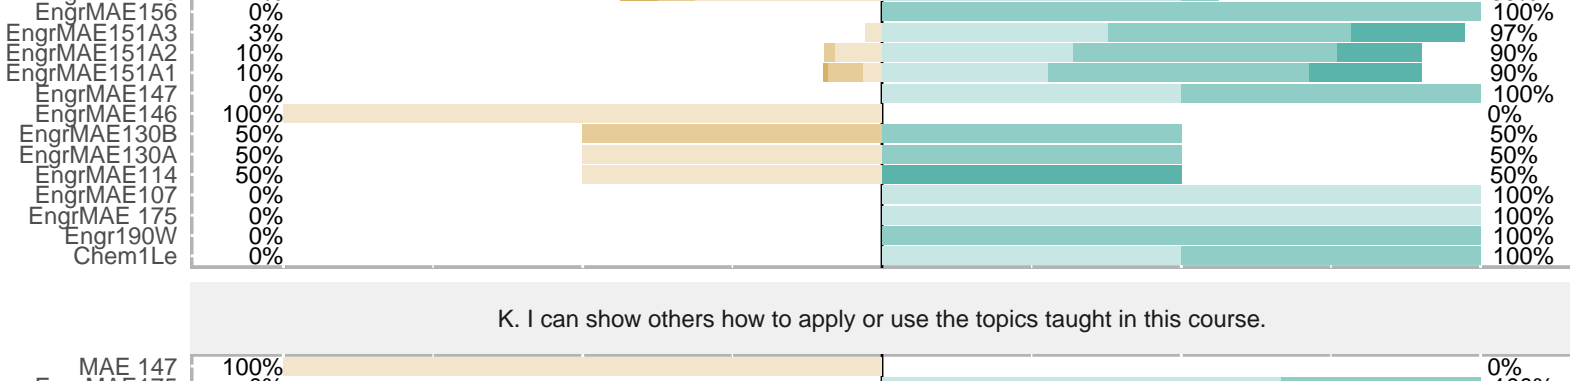 EngrMAE156 0% 100%
EngrMAE151A3 3% 97%
EngrMAE151A2 10% 90%
EngrMAE151A1 10% 90%
EngrMAE147 0% 100%
EngrMAE146 100% 0%
EngrMAE130B 50% 50%
EngrMAE130A 50% 50%
EngrMAE114 50% 50%
EngrMAE107 0% 100%
EngrMAE 175 0% 100%
Engr190W 0% 100%
Chem1Le 0% 100%
K. I can show others how to apply or use the topics taught in this course.
MAE 147 100% 0%